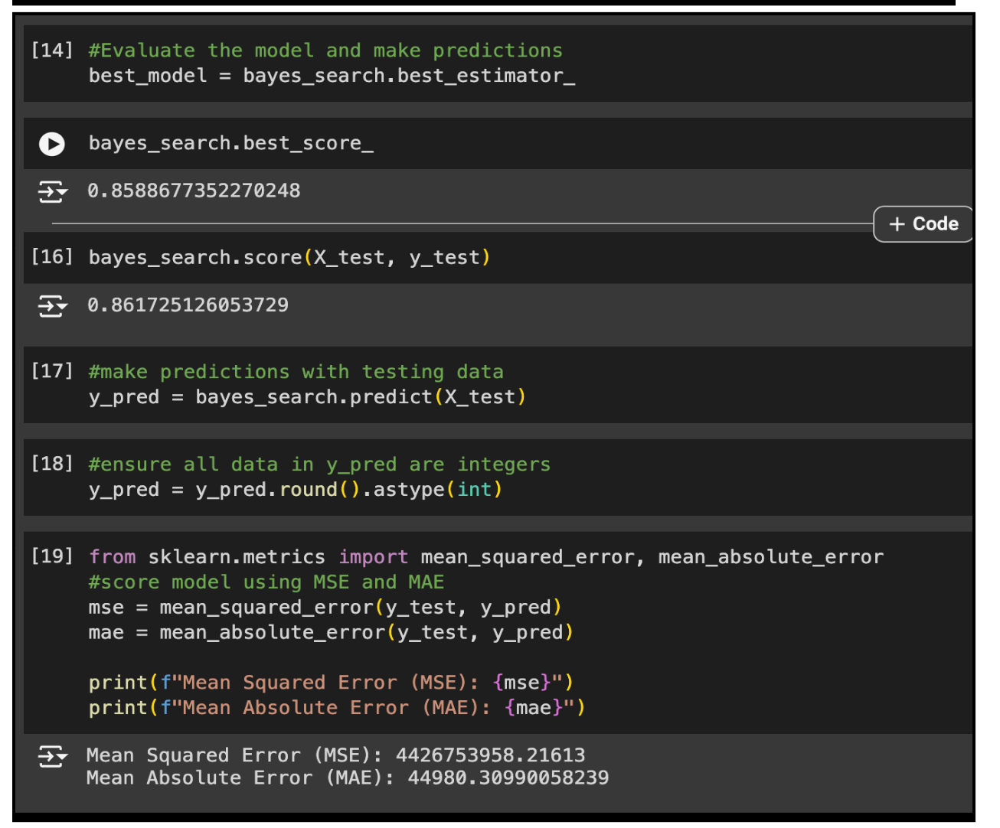 [14] #Evaluate the model and make predictions
best_model = bayes_search.best_estimator_
bayes_search.best_score_
0.8588677352270248
+ Code
[16] bayes_search.score(X_test, y_test)
0.861725126053729
[17] #make predictions with testing data
y_pred = bayes_search.predict(X_test)
[18] #ensure all data in y_pred are integers
y_pred = y_pred.round().astype(int)
[19] from sklearn.metrics import mean_squared_error, mean_absolute_error
#score model using MSE and MAE
mse = mean_squared_error(y_test, y_pred)
mae = mean_absolute_error(y_test, y_pred)
print(f"Mean Squared Error (MSE): {mse}")
print(f"Mean Absolute Error (MAE): {mae}")
Mean Squared Error (MSE): 4426753958.21613
Mean Absolute Error (MAE): 44980.30990058239